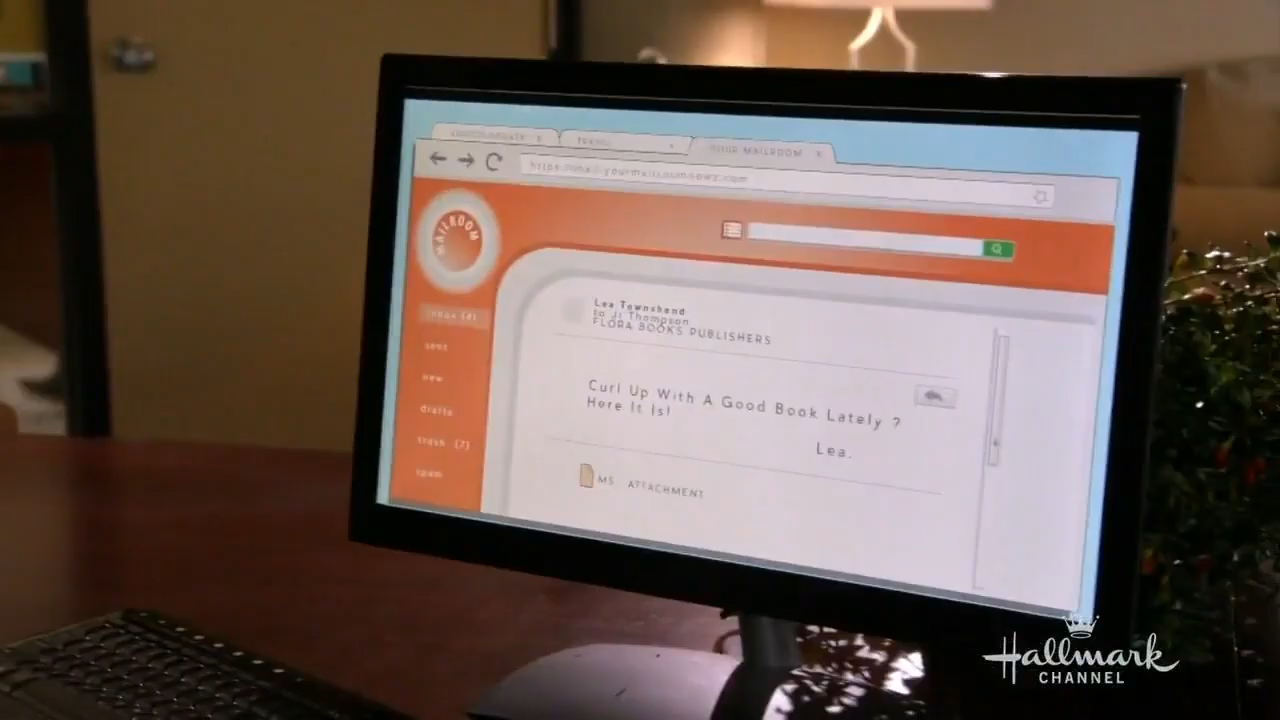 YOUR MAILROOM
MAILROOM
Lea Townshend
to JJ Thompson
FLORA BOOKS PUBLISHERS
inbox (4)
sent
new
drafts
trash (7)
spam
Curl Up With A Good Book Lately ?
Here It Is!
Lea.
MS ATTACHMENT
Hallmark
CHANNEL